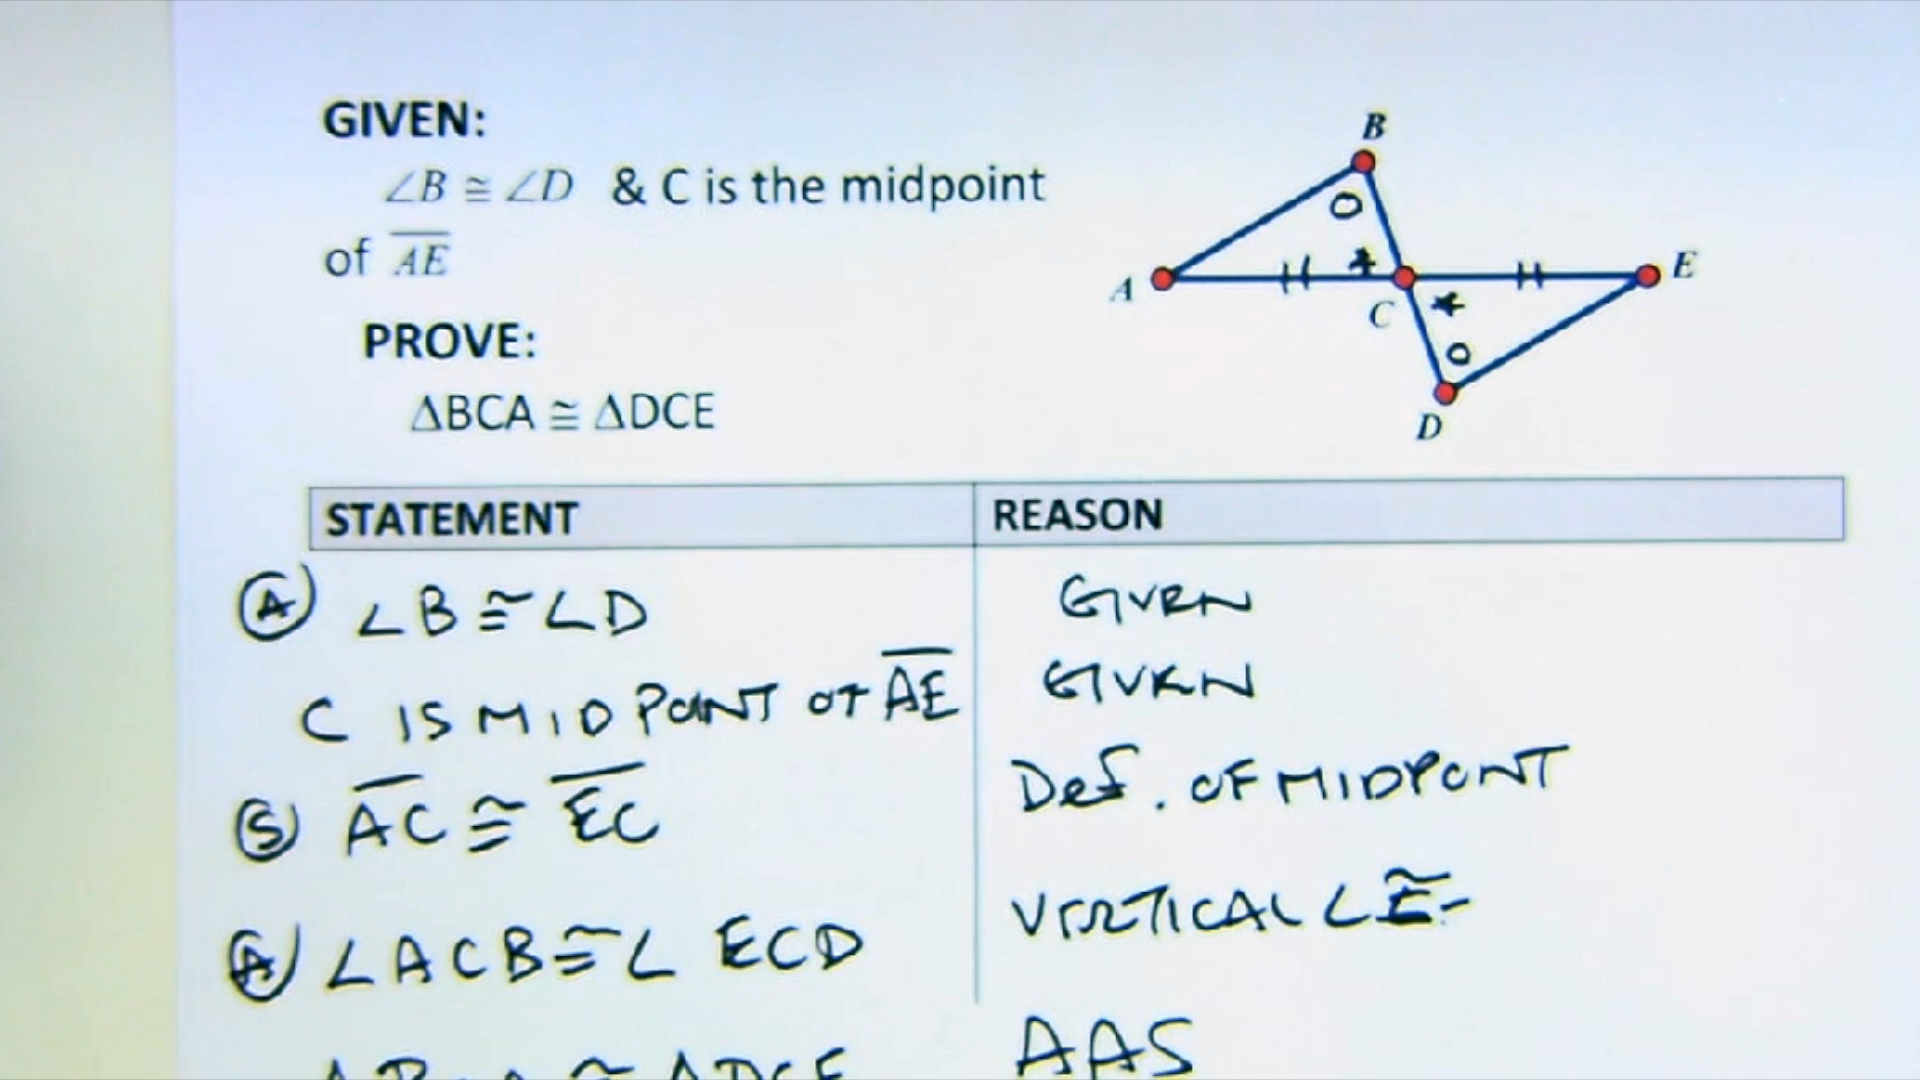 GIVEN:
∠B ≅ ∠D & C is the midpoint
of AE
PROVE:
ΔBCA ≅ ΔDCE
B
A
C
E
D
STATEMENT REASON
A ∠B ≅ ∠D GIVEN
C IS MIDPOINT OF AE GIVEN
S AC ≅ EC DeF. OF MIDPOINT
A ∠ACB ≅ ∠ECD VERTICAL ∠ ≅
≅ ΔDCE AAS